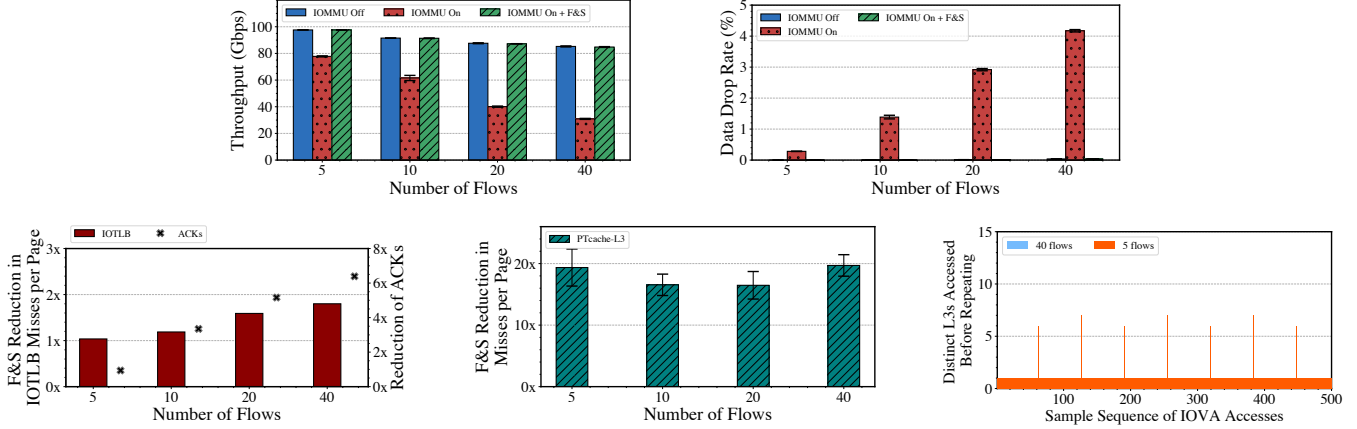 IOMMU Off IOMMU On IOMMU On + F&S
Throughput (Gbps)
100
80
60
40
20
0
5 10 20 40
Number of Flows
IOMMU Off IOMMU On + F&S
IOMMU On
Data Drop Rate (%)
5
4
3
2
1
0
5 10 20 40
Number of Flows
IOTLB ACKs
F&S Reduction in
IOTLB Misses per Page
3x
2x
1x
0x
8x
6x
4x
2x
0x
Reduction of ACKs
5 10 20 40
Number of Flows
PTcache-L3
F&S Reduction in
Misses per Page
20x
10x
0x
5 10 20 40
Number of Flows
40 flows 5 flows
Distinct L3s Accessed
Before Repeating
15
10
5
0
100 200 300 400 500
Sample Sequence of IOVA Accesses